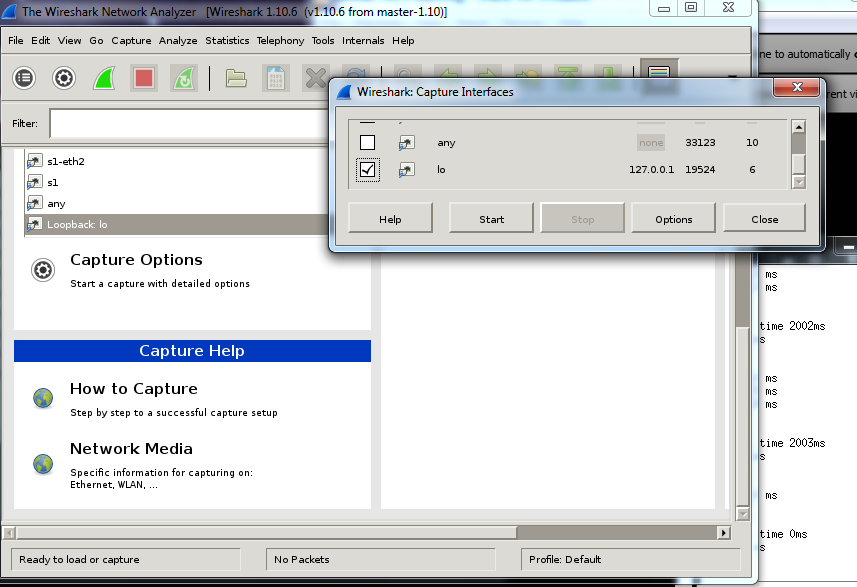 The Wireshark Network Analyzer [Wireshark 1.10.6 (v1.10.6 from master-1.10)]
File Edit View Go Capture Analyze Statistics Telephony Tools Internals Help
ne to automatically
Wireshark: Capture Interfaces
rent vi
Filter:
any none 33123 10
lo 127.0.0.1 19524 6
Help Start Stop Options Close
s1-eth2
s1
any
Loopback: lo
Capture Options
Start a capture with detailed options
Capture Help
How to Capture
Step by step to a successful capture setup
Network Media
Specific information for capturing on:
Ethernet, WLAN, ...
Ready to load or capture No Packets Profile: Default
ms
ms
time 2002ms
s
ms
ms
ms
time 2003ms
s
ms
time 0ms
s